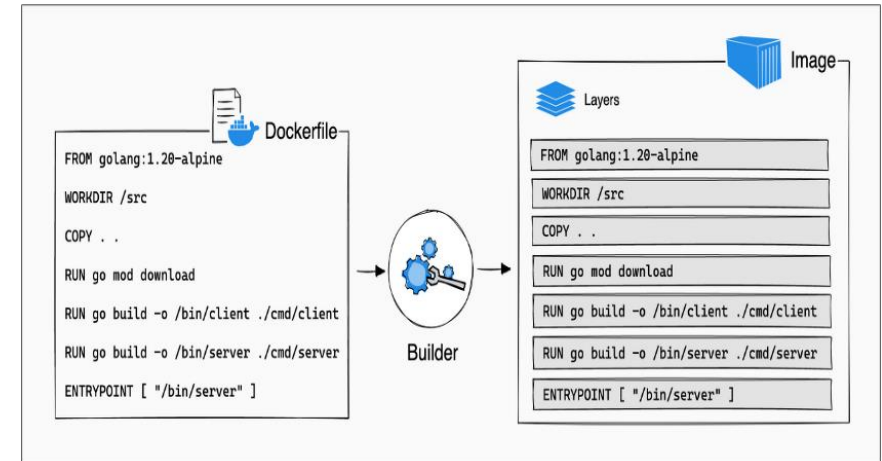 Dockerfile
FROM golang:1.20-alpine
WORKDIR /src
COPY . .
RUN go mod download
RUN go build -o /bin/client ./cmd/client
RUN go build -o /bin/server ./cmd/server
ENTRYPOINT [ "/bin/server" ]
Builder
Image
Layers
FROM golang:1.20-alpine
WORKDIR /src
COPY . .
RUN go mod download
RUN go build -o /bin/client ./cmd/client
RUN go build -o /bin/server ./cmd/server
ENTRYPOINT [ "/bin/server" ]